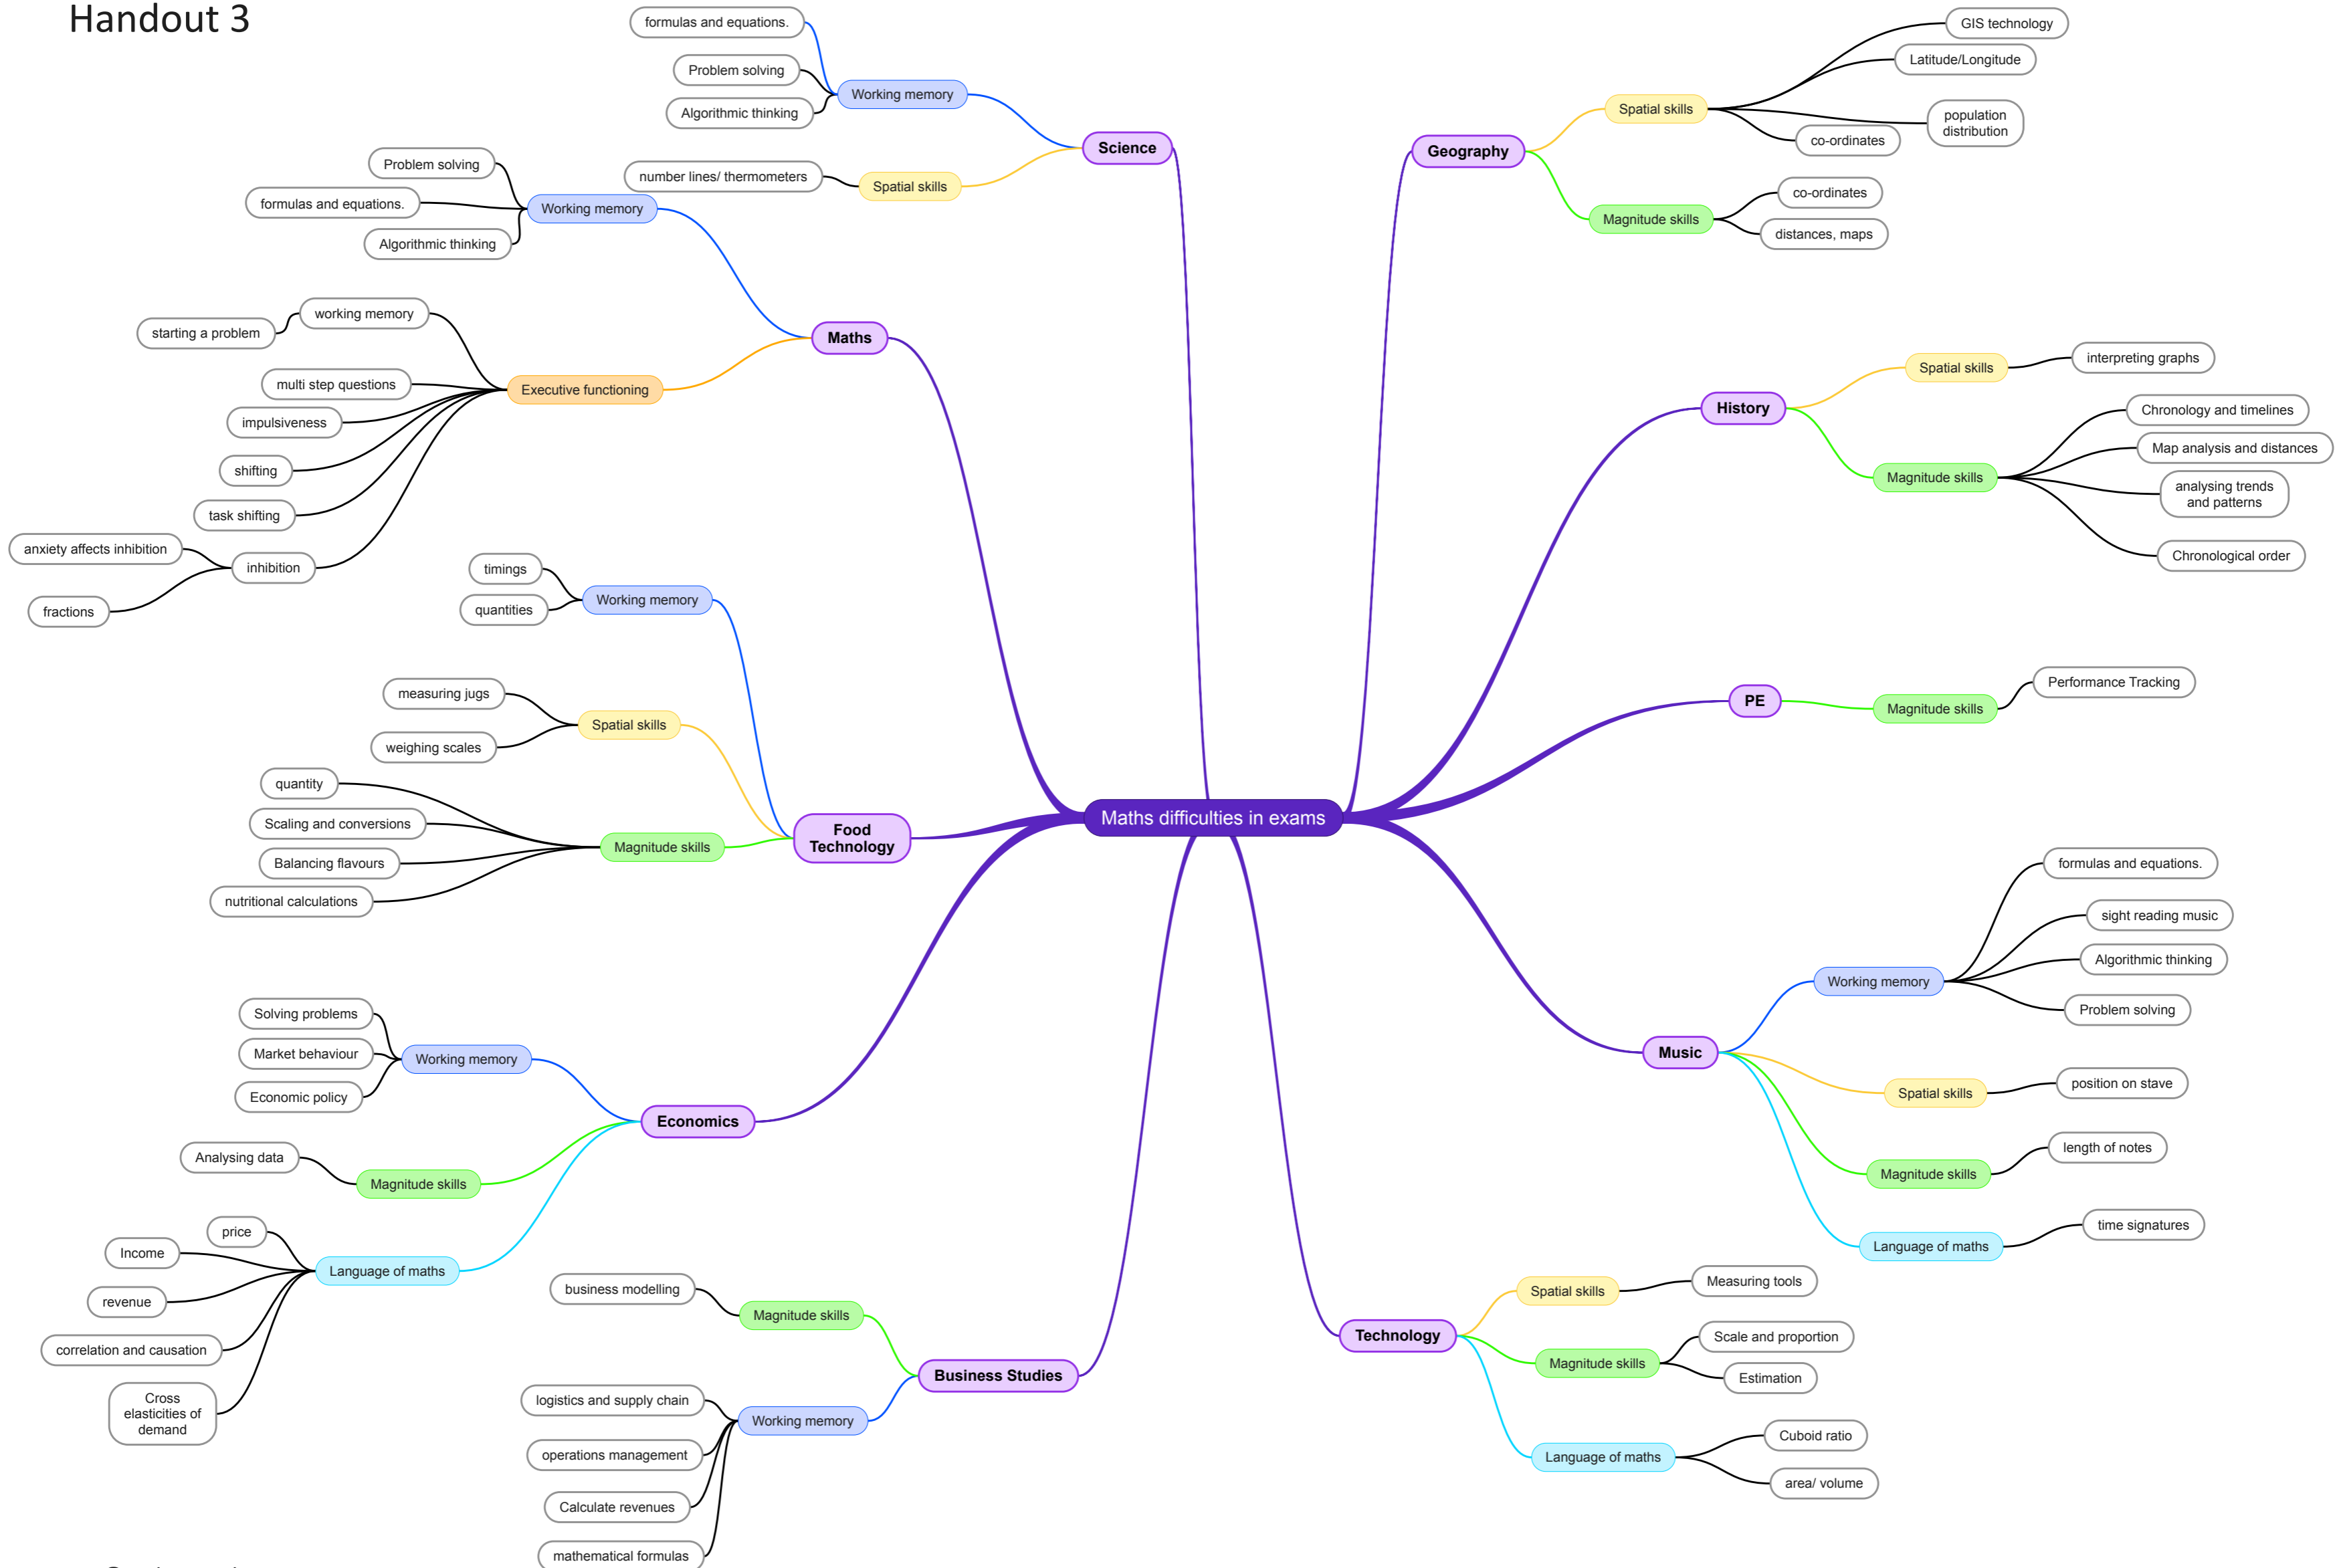 Handout 3
formulas and equations.
Problem solving
Algorithmic thinking
Working memory
Science
number lines/ thermometers
Spatial skills
Problem solving
formulas and equations.
Algorithmic thinking
Working memory
Maths
working memory
starting a problem
multi step questions
impulsiveness
shifting
task shifting
anxiety affects inhibition
inhibition
fractions
Executive functioning
timings
quantities
Working memory
measuring jugs
weighing scales
Spatial skills
quantity
Scaling and conversions
Balancing flavours
nutritional calculations
Magnitude skills
Food
Technology
Solving problems
Market behaviour
Economic policy
Working memory
Economics
Analysing data
Magnitude skills
price
Income
revenue
correlation and causation
Cross
elasticities of
demand
Language of maths
business modelling
Magnitude skills
Business Studies
logistics and supply chain
operations management
Calculate revenues
mathematical formulas
Working memory
Maths difficulties in exams
Geography
Spatial skills
GIS technology
Latitude/Longitude
population
distribution
co-ordinates
Magnitude skills
co-ordinates
distances, maps
History
Spatial skills
interpreting graphs
Magnitude skills
Chronology and timelines
Map analysis and distances
analysing trends
and patterns
Chronological order
PE
Magnitude skills
Performance Tracking
Music
Working memory
formulas and equations.
sight reading music
Algorithmic thinking
Problem solving
Spatial skills
position on stave
Magnitude skills
length of notes
Language of maths
time signatures
Technology
Spatial skills
Measuring tools
Magnitude skills
Scale and proportion
Estimation
Language of maths
Cuboid ratio
area/ volume